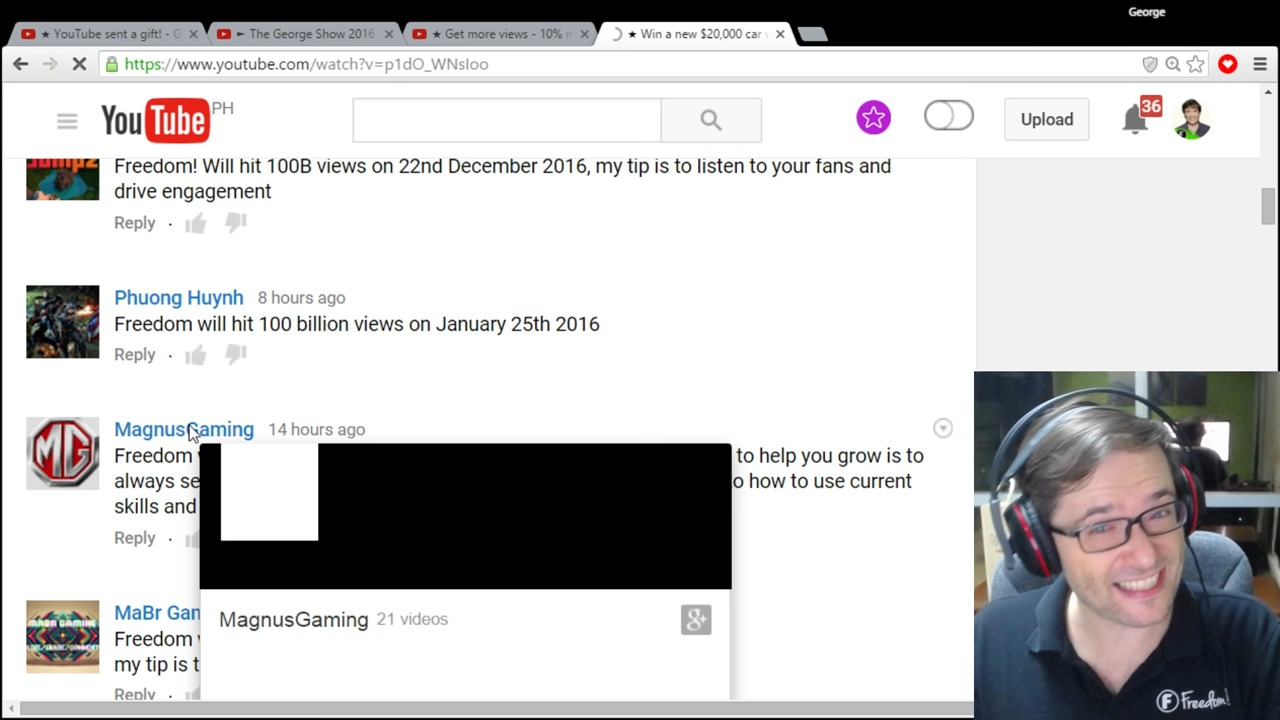 George
★ YouTube sent a gift! - G
► The George Show 2016
★ Get more views - 10% n
★ Win a new $20,000 car v
https://www.youtube.com/watch?v=p1dO_WNsIoo
YouTube PH
Upload
36
Freedom! Will hit 100B views on 22nd December 2016, my tip is to listen to your fans and
drive engagement
Reply ·
Phuong Huynh 8 hours ago
Freedom will hit 100 billion views on January 25th 2016
Reply ·
MG
MagnusGaming 14 hours ago
Freedom to help you grow is to
always se o how to use current
skills and
Reply ·
MagnusGaming 21 videos
g+
MABR GAMING
MaBr Gan
Freedom
my tip is t
Reply
F Freedom!